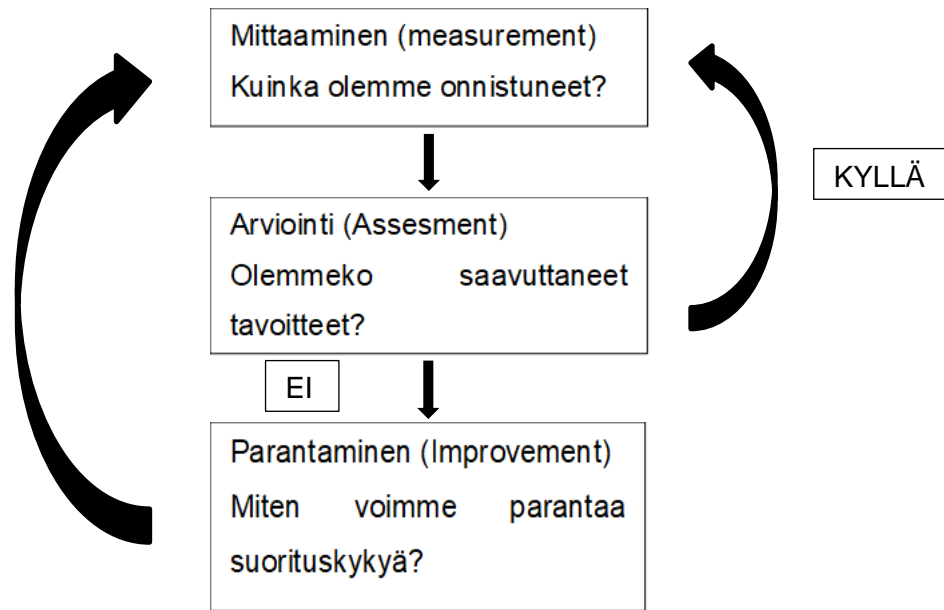 Mittaaminen (measurement)
Kuinka olemme onnistuneet?
KYLLÄ
Arviointi (Assesment)
Olemmeko saavuttaneet
tavoitteet?
EI
Parantaminen (Improvement)
Miten voimme parantaa
suorituskykyä?